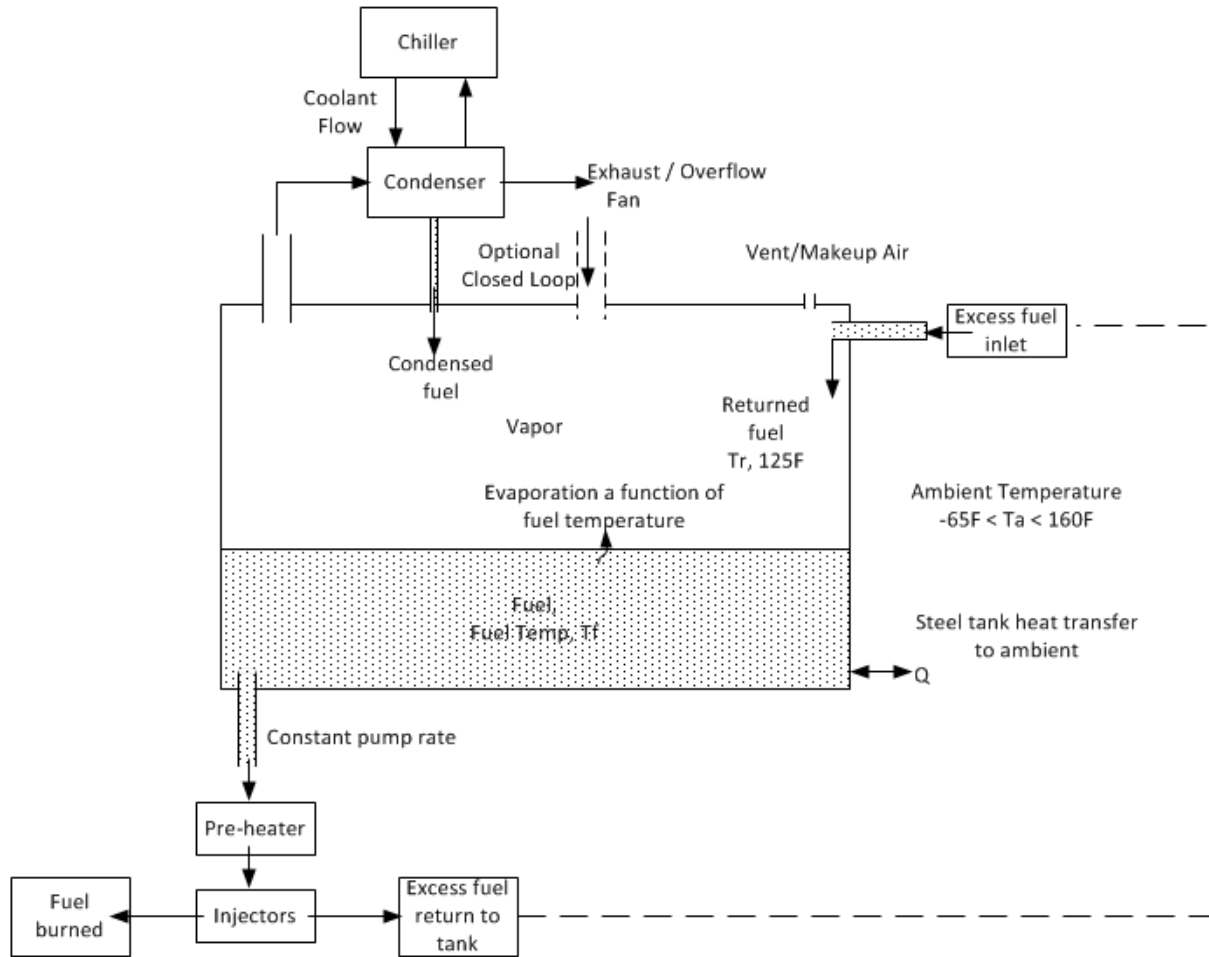 Chiller
Coolant
Flow
Condenser
Exhaust / Overflow
Fan
Optional
Closed Loop
Vent/Makeup Air
Excess fuel
inlet
Condensed
fuel
Returned
fuel
Tr, 125F
Vapor
Evaporation a function of
fuel temperature
Ambient Temperature
-65F < Ta < 160F
Fuel,
Fuel Temp, Tf
Steel tank heat transfer
to ambient
Q
Constant pump rate
Pre-heater
Fuel
burned
Injectors
Excess fuel
return to
tank